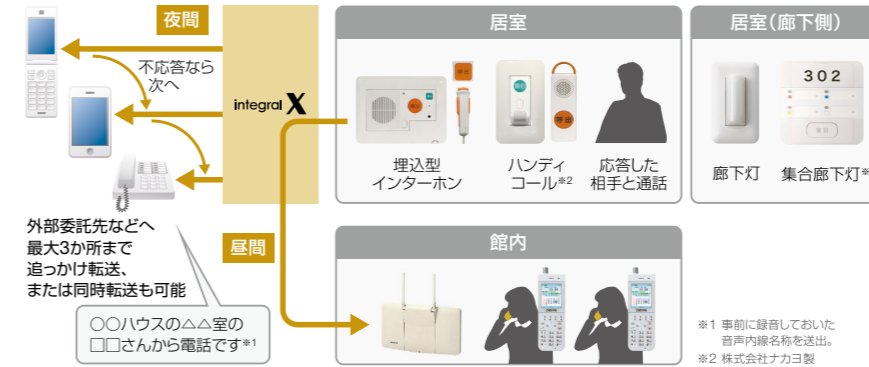 夜間
不応答なら
次へ
integral X
外部委託先などへ
最大3か所まで
追っかけ転送、
または同時転送も可能
○○ハウスの△△室の
□□さんから電話です※1
昼間
居室
呼出
呼出
埋込型
インターホン
ハンディ
コール※2
応答した
相手と通話
居室(廊下側)
302
廊下灯
集合廊下灯※
館内
※1 事前に録音しておいた
音声内線名称を送出。
※2 株式会社ナカヨ製